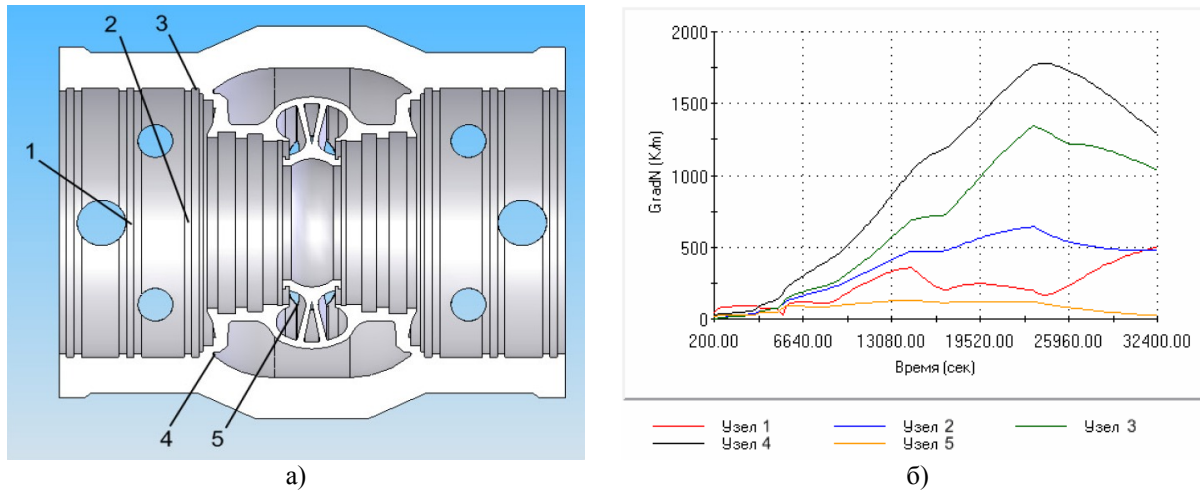 1
2
3
4
5
а)
2000
1500
1000
500
0
GradN (K/m)
200.00 6640.00 13080.00 19520.00 25960.00 32400.00
Время (сек)
Узел 1 Узел 2 Узел 3
Узел 4 Узел 5
б)